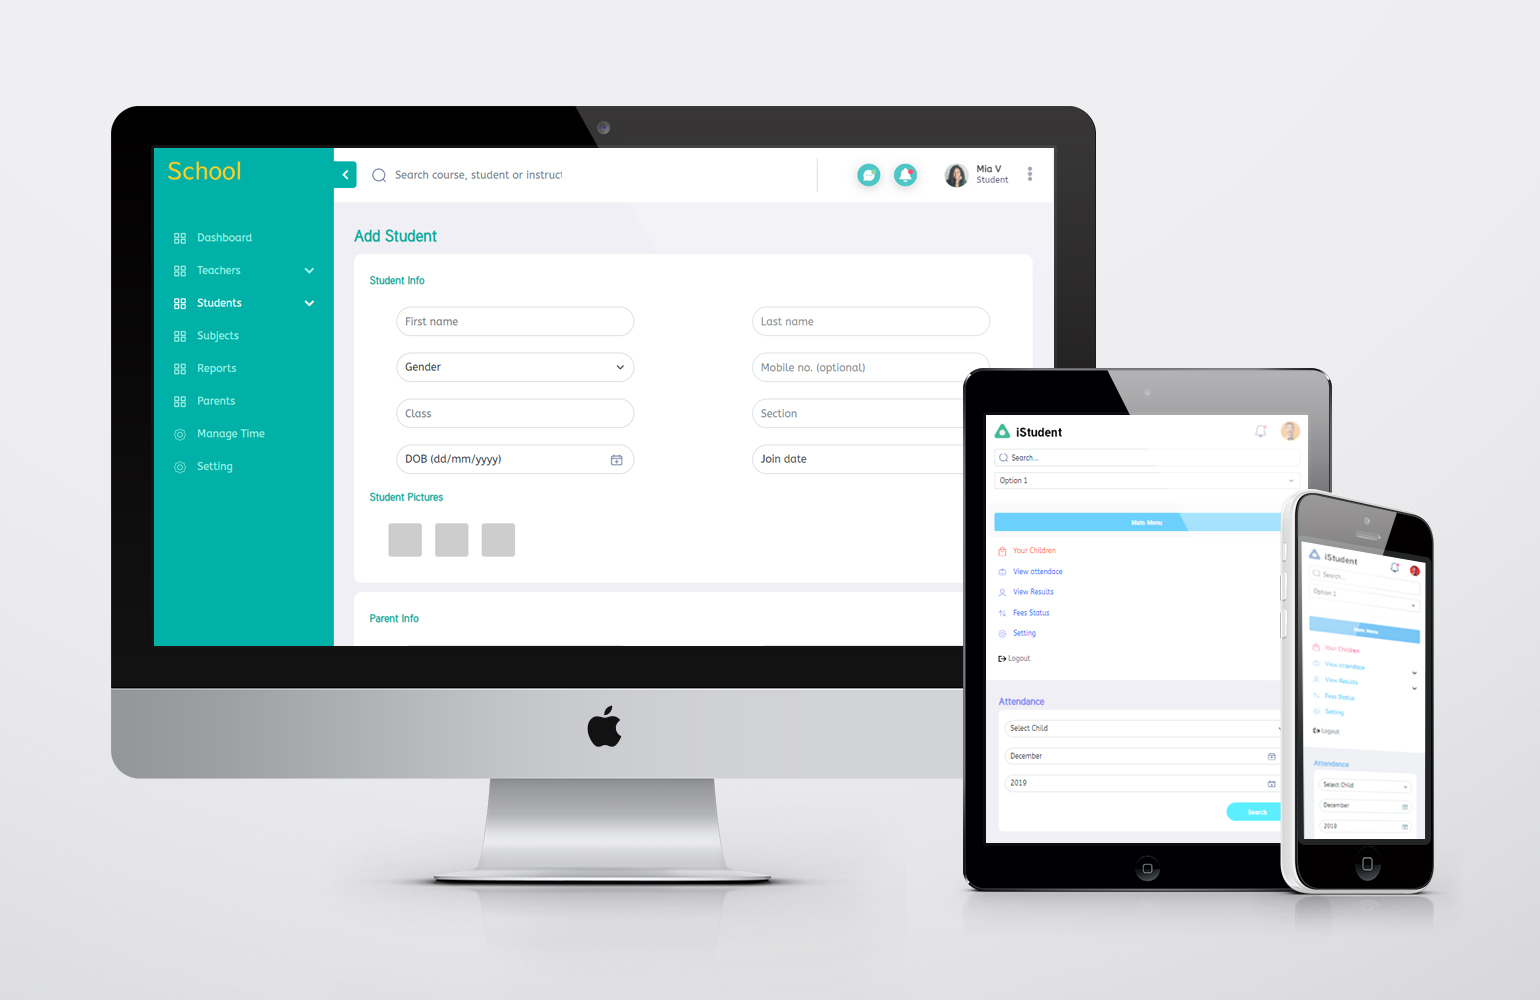 School
Search course, student or instruct
Mia V
Student
Dashboard
Teachers
Students
Subjects
Reports
Parents
Manage Time
Setting
Add Student
Student Info
First name
Last name
Gender
Mobile no. (optional)
Class
Section
DOB (dd/mm/yyyy)
Join date
Student Pictures
Parent Info
iStudent
Search...
Option 1
Main Menu
Your Children
View attendace
View Results
Fees Status
Setting
Logout
Attendance
Select Child
December
2019
Search
iStudent
Search...
Option 1
Main Menu
Your Children
View attendace
View Results
Fees Status
Setting
Logout
Attendance
Select Child
December
2019